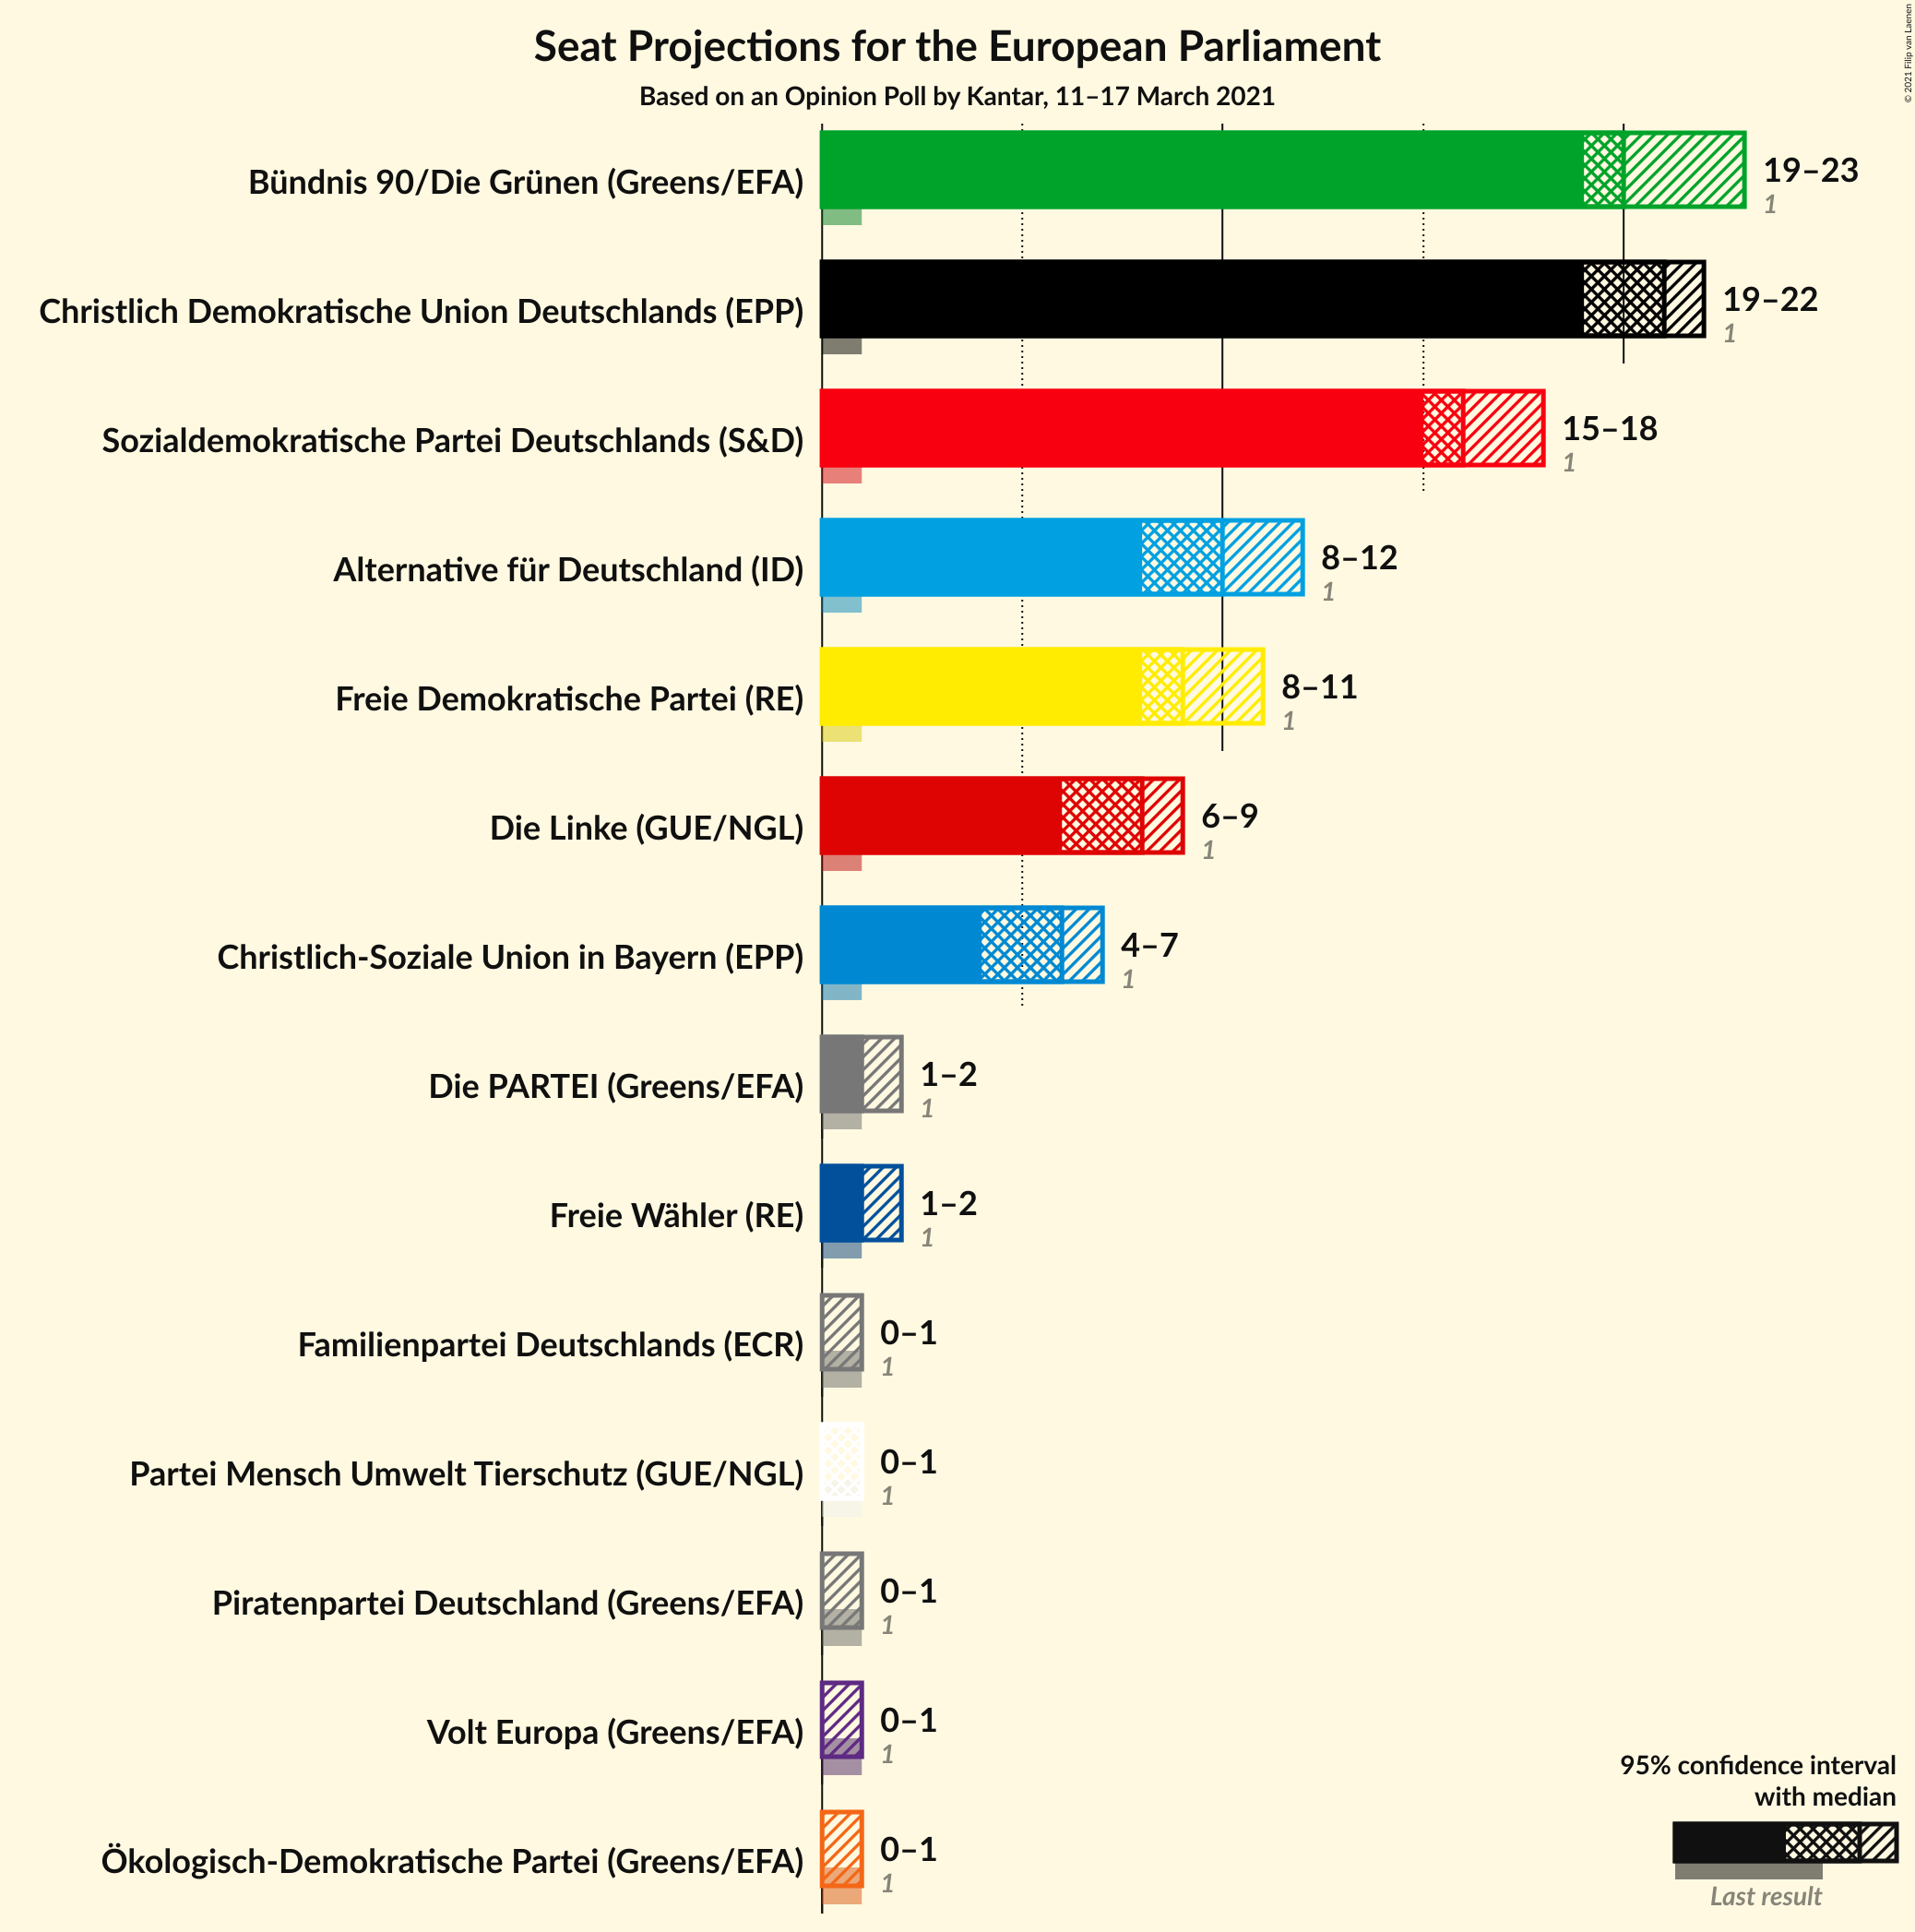 Seat Projections for the European Parliament
Based on an Opinion Poll by Kantar, 11–17 March 2021
© 2021 Filip van Laenen
Bündnis 90/Die Grünen (Greens/EFA)
19–23
1
Christlich Demokratische Union Deutschlands (EPP)
19–22
1
Sozialdemokratische Partei Deutschlands (S&D)
15–18
1
Alternative für Deutschland (ID)
8–12
1
Freie Demokratische Partei (RE)
8–11
1
Die Linke (GUE/NGL)
6–9
1
Christlich-Soziale Union in Bayern (EPP)
4–7
1
Die PARTEI (Greens/EFA)
1–2
1
Freie Wähler (RE)
1–2
1
Familienpartei Deutschlands (ECR)
0–1
1
Partei Mensch Umwelt Tierschutz (GUE/NGL)
0–1
1
Piratenpartei Deutschland (Greens/EFA)
0–1
1
Volt Europa (Greens/EFA)
0–1
1
Ökologisch-Demokratische Partei (Greens/EFA)
0–1
1
95% confidence interval
with median
Last result